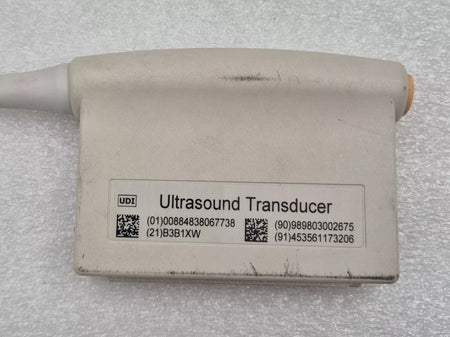 Ultrasound Transducer
UDI
(01)00884838067738
(21)B3B1XW
(90)989803002675
(91)453561173206